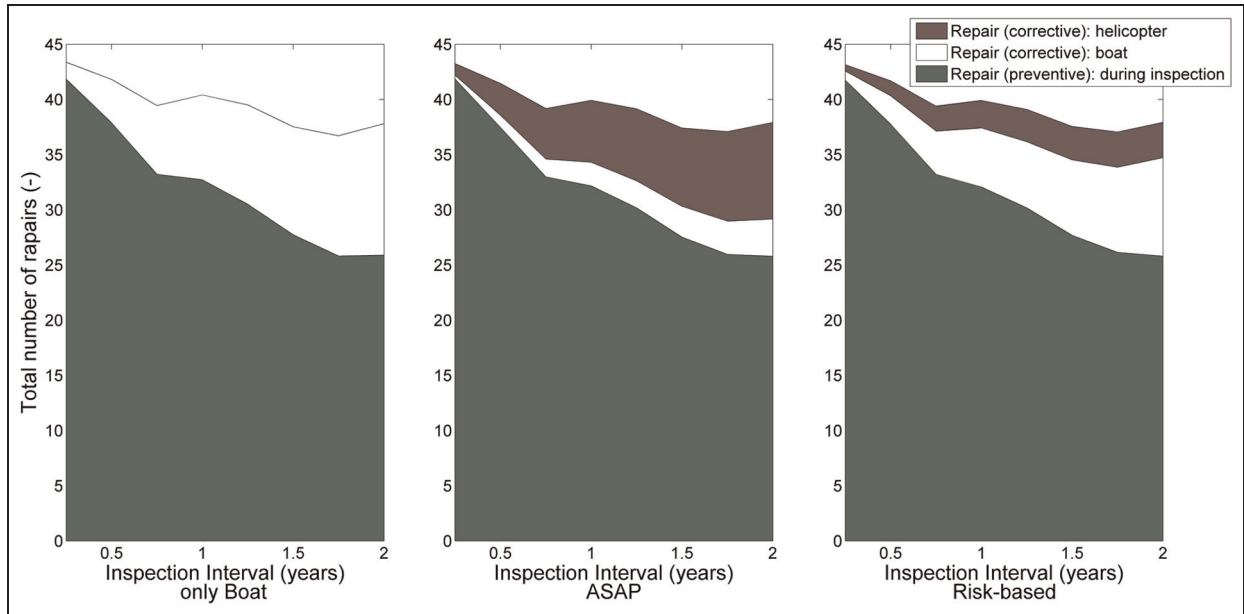 Repair (corrective): helicopter
Repair (corrective): boat
Repair (preventive): during inspection
Total number of rapairs (-)
45
40
35
30
25
20
15
10
5
0
0.5 1 1.5 2
Inspection Interval (years)
only Boat
45
40
35
30
25
20
15
10
5
0
0.5 1 1.5 2
Inspection Interval (years)
ASAP
45
40
35
30
25
20
15
10
5
0
0.5 1 1.5 2
Inspection Interval (years)
Risk-based